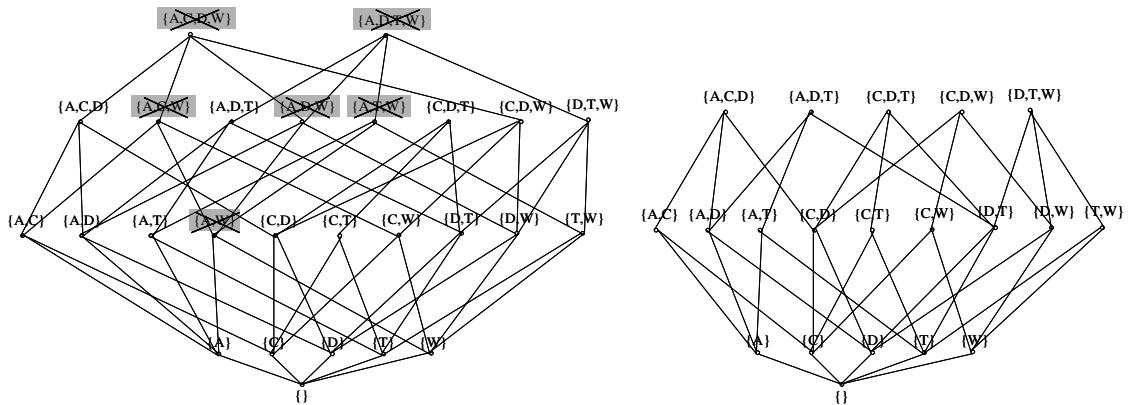 {A,C,D,W} {A,D,T,W}
{A,C,D} {A,C,W} {A,D,T} {A,D,W} {A,T,W} {C,D,T} {C,D,W} {D,T,W}
{A,C} {A,D} {A,T} {A,W} {C,D} {C,T} {C,W} {D,T} {D,W} {T,W}
{A} {C} {D} {T} {W}
{}
{A,C,D} {A,D,T} {C,D,T} {C,D,W} {D,T,W}
{A,C} {A,D} {A,T} {C,D} {C,T} {C,W} {D,T} {D,W} {T,W}
{A} {C} {D} {T} {W}
{}